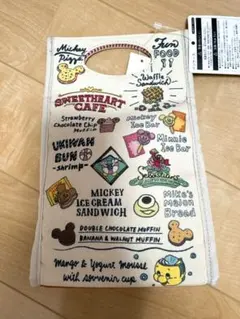 Mickey
Pizza
Fun
FOOD
!!
Waffle
Sandwich
SWEETHEART
CAFE
Strawberry
Chocolate Chip
Muffin
Mickey
Ice Bar
Minnie
Ice Bar
UKIWAH
BUN
~shrimp~
MICKEY
ICE CREAM
SANDWICH
Mike's
Melon
Bread
DOUBLE CHOCOLATE MUFFIN
BANANA & WALNUT MUFFIN
Mango & Yogurt Mousse
with souvenir cup